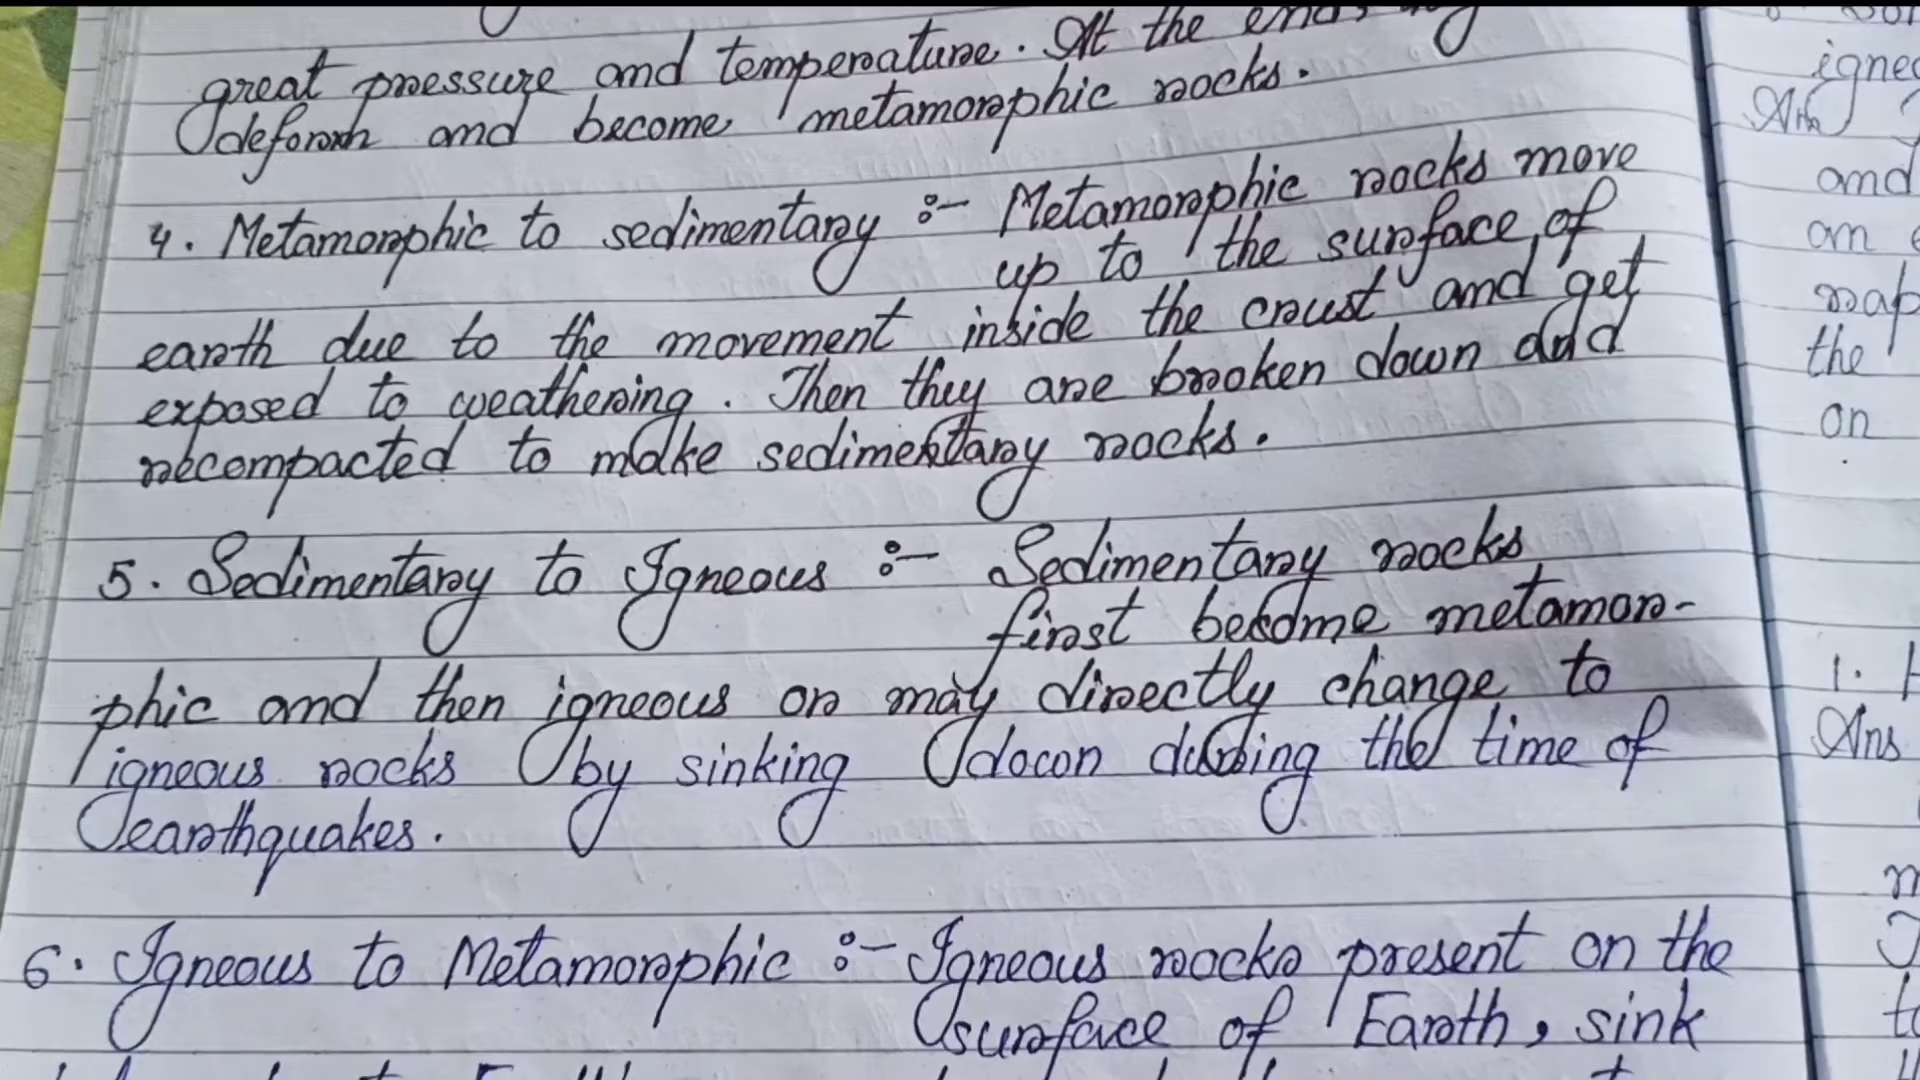 great pressure and temperature. At the end,
deform and become metamorphic rocks.
4. Metamorphic to sedimentary :- Metamorphic rocks move
up to the surface of
earth due to the movement inside the crust and get
exposed to weathering. Then they are broken down and
recompacted to make sedimentary rocks.
5. Sedimentary to Igneous :- Sedimentary rocks
first become metamor-
phic and then igneous or may directly change to
igneous rocks by sinking down during the time of
earthquakes.
6. Igneous to Metamorphic :- Igneous rocks present on the
surface of Earth, sink
Ans
and
an
the
on
1.
Ans